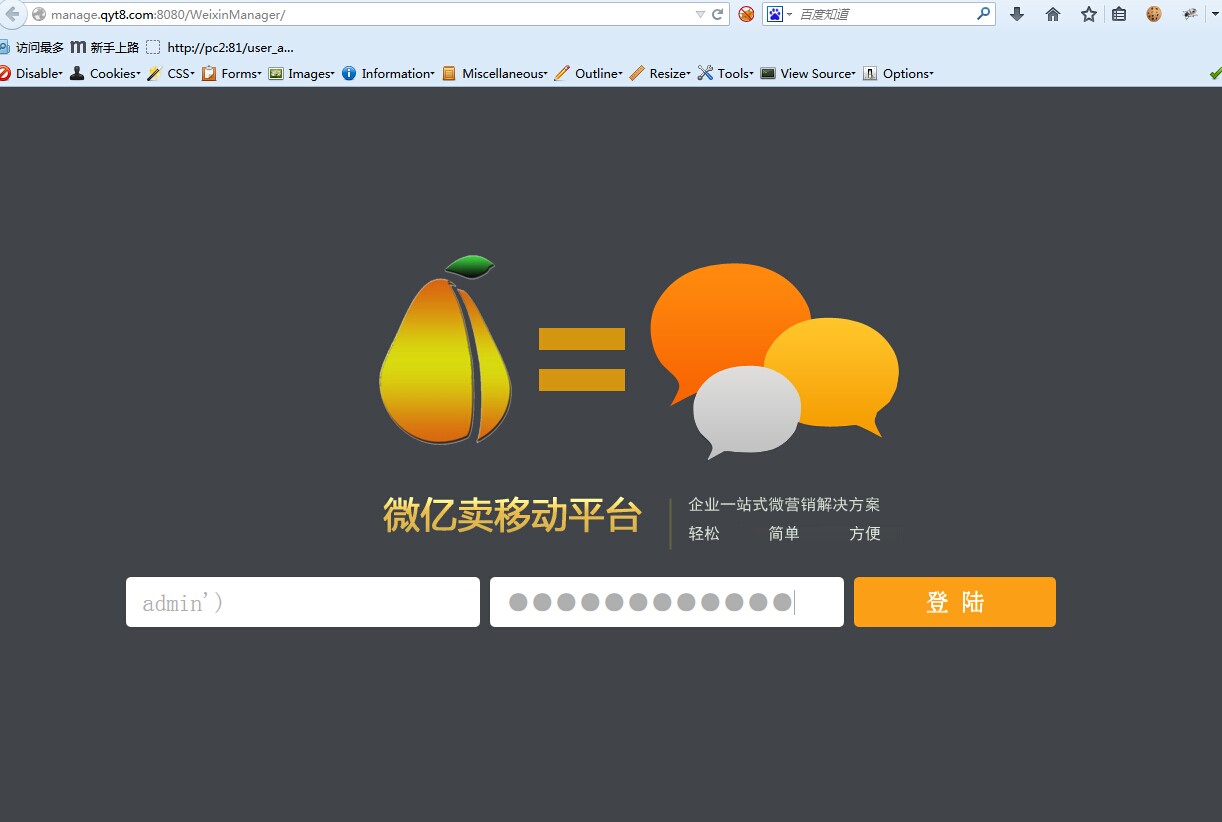 manage.qyt8.com:8080/WeixinManager/
百度知道
访问最多 m 新手上路 http://pc2:81/user_a...
Disable Cookies CSS Forms Images Information Miscellaneous Outline Resize Tools View Source Options
微亿卖移动平台
企业一站式微营销解决方案
轻松 简单 方便
admin')
登 陆